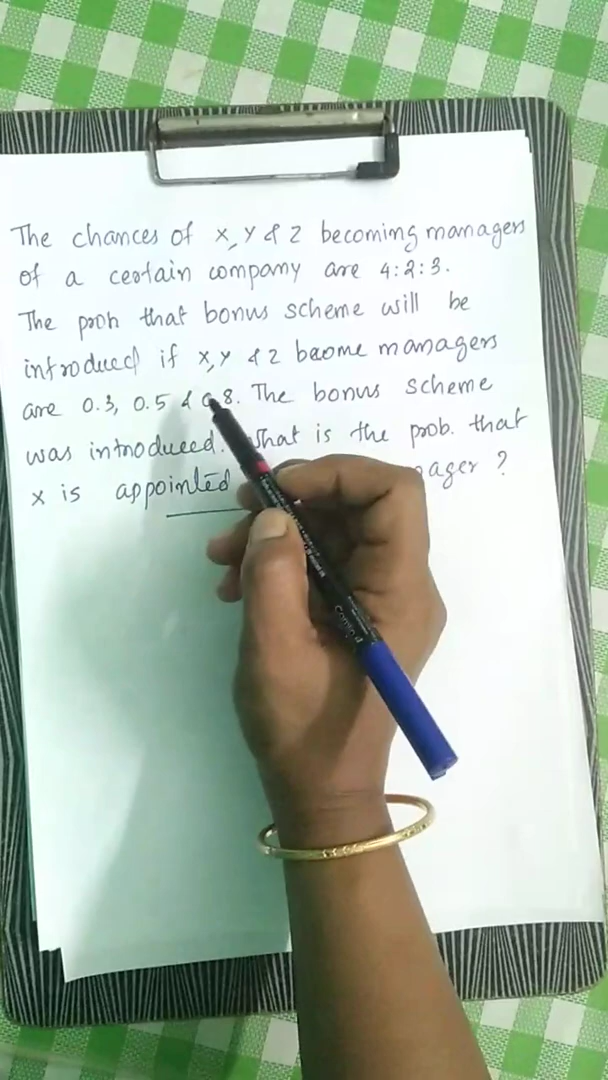 The chances of X, Y & Z becoming managers
of a certain company are 4:2:3.
The prob that bonus scheme will be
introduced if X, Y & Z become managers
are 0.3, 0.5 & 0.8. The bonus scheme
was introduced. What is the prob. that
X is appointed ager ?